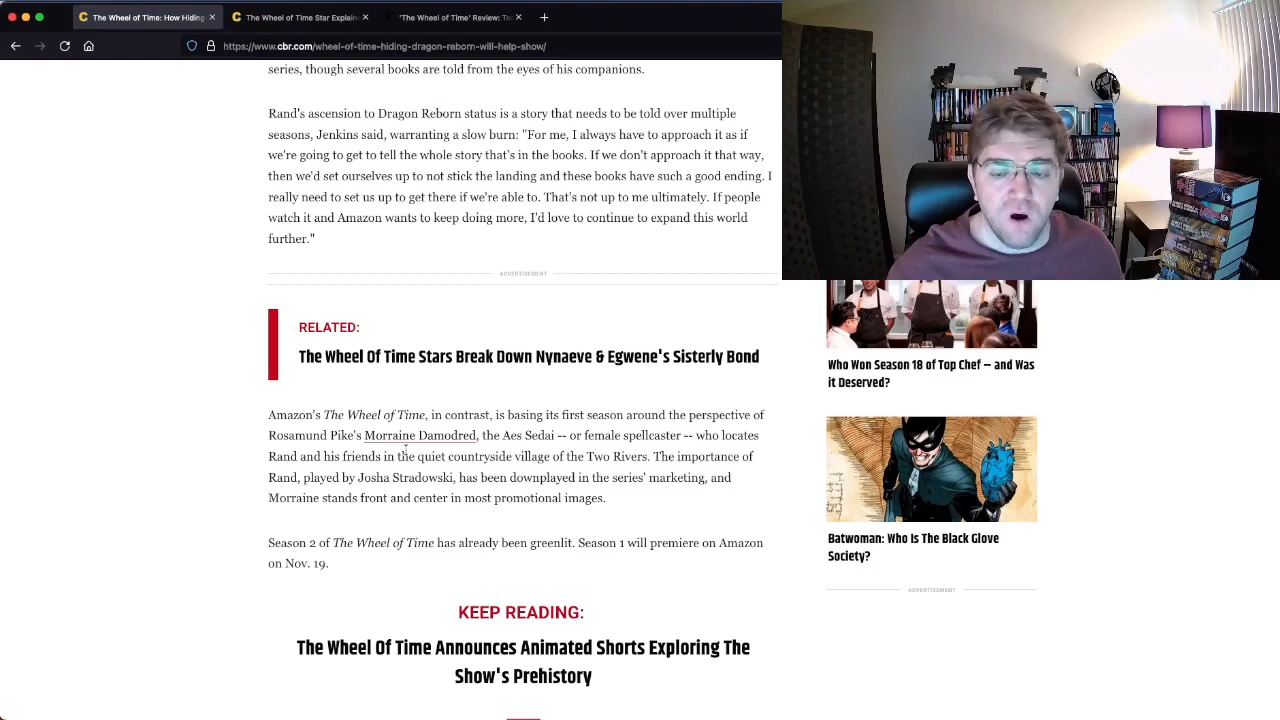 The Wheel of Time: How Hiding
The Wheel of Time Star Explain
'The Wheel of Time' Review: To
https://www.cbr.com/wheel-of-time-hiding-dragon-reborn-will-help-show/
series, though several books are told from the eyes of his companions.
Rand's ascension to Dragon Reborn status is a story that needs to be told over multiple
seasons, Jenkins said, warranting a slow burn: "For me, I always have to approach it as if
we're going to get to tell the whole story that's in the books. If we don't approach it that way,
then we'd set ourselves up to not stick the landing and these books have such a good ending. I
really need to set us up to get there if we're able to. That's not up to me ultimately. If people
watch it and Amazon wants to keep doing more, I'd love to continue to expand this world
further."
ADVERTISEMENT
RELATED:
The Wheel Of Time Stars Break Down Nynaeve & Egwene's Sisterly Bond
Amazon's The Wheel of Time, in contrast, is basing its first season around the perspective of
Rosamund Pike's Morraine Damodred, the Aes Sedai -- or female spellcaster -- who locates
Rand and his friends in the quiet countryside village of the Two Rivers. The importance of
Rand, played by Josha Stradowski, has been downplayed in the series' marketing, and
Morraine stands front and center in most promotional images.
Season 2 of The Wheel of Time has already been greenlit. Season 1 will premiere on Amazon
on Nov. 19.
KEEP READING:
The Wheel Of Time Announces Animated Shorts Exploring The
Show's Prehistory
Who Won Season 18 of Top Chef – and Was
it Deserved?
Batwoman: Who Is The Black Glove
Society?
ADVERTISEMENT